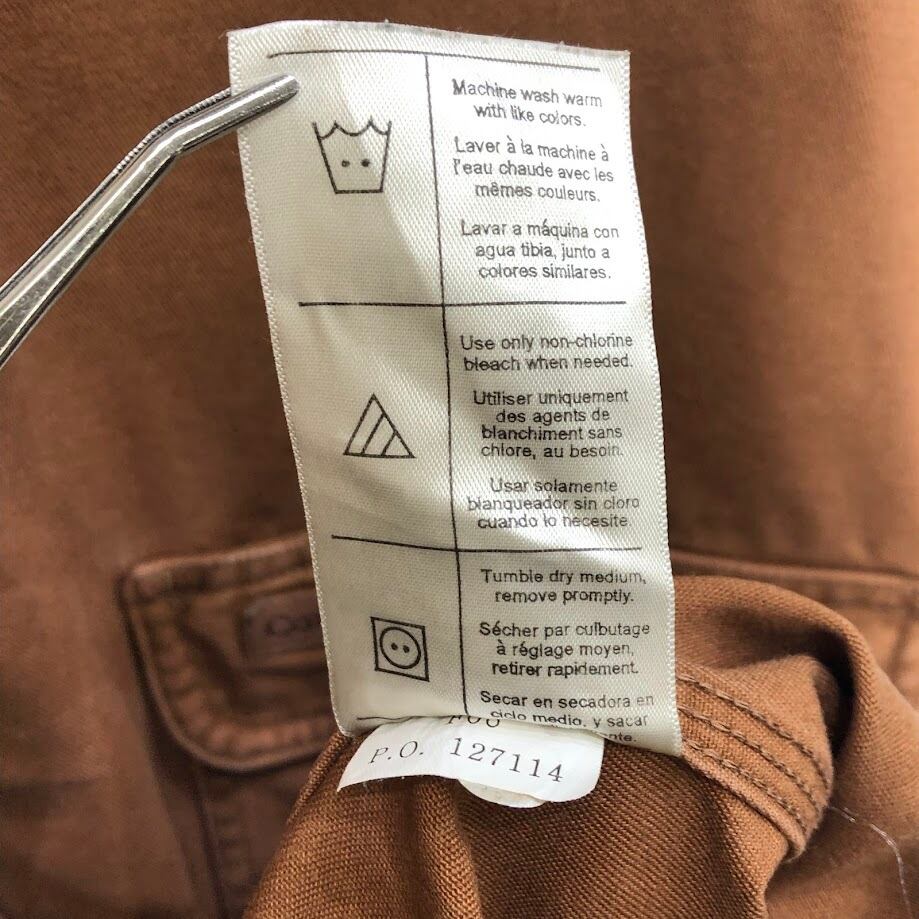 Machine wash warm
with like colors.
Laver à la machine à
l'eau chaude avec les
mêmes couleurs.
Lavar a máquina con
agua tibia, junto a
colores similares.
Use only non-chlorine
bleach when needed.
Utiliser uniquement
des agents de
blanchiment sans
chlore, au besoin.
Usar solamente
blanqueador sin cloro
cuando lo necesite.
Tumble dry medium,
remove promptly.
Sécher par culbutage
à réglage moyen,
retirer rapidement.
Secar en secadora en
ciclo medio, y sacar
P.O. 127114